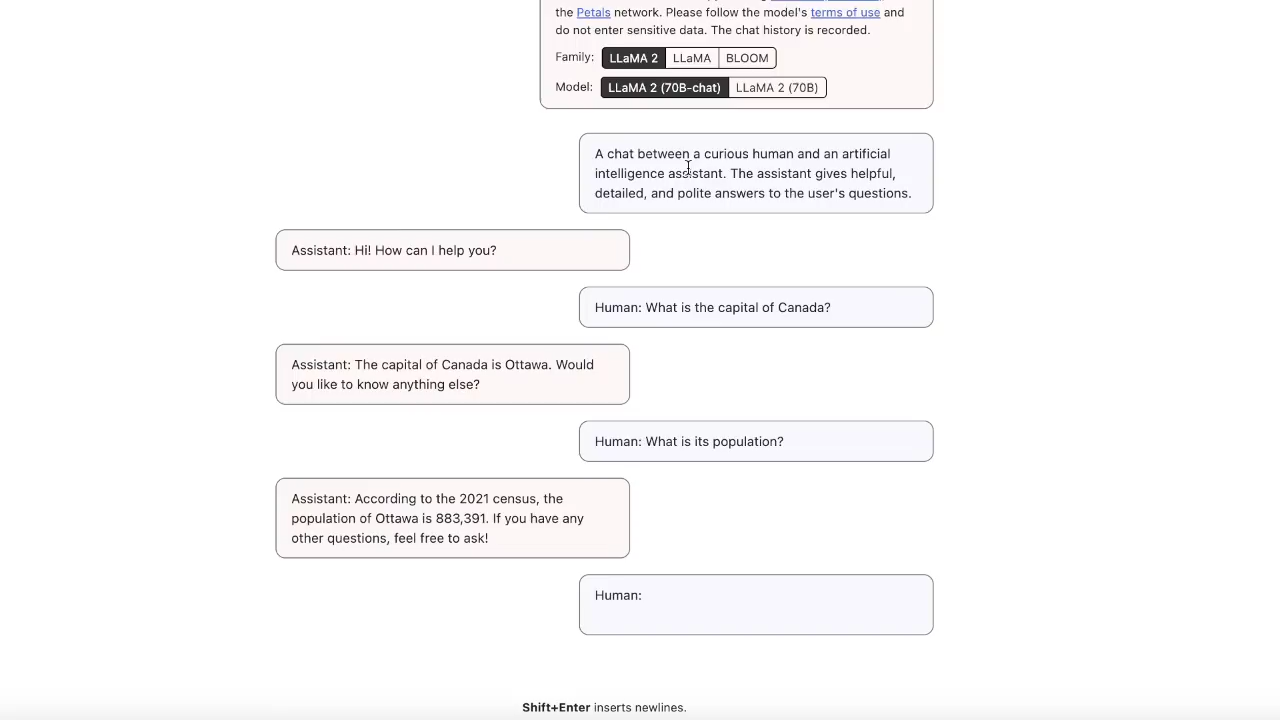 the Petals network. Please follow the model's terms of use and
do not enter sensitive data. The chat history is recorded.
Family: LLaMA 2 LLaMA BLOOM
Model: LLaMA 2 (70B-chat) LLaMA 2 (70B)
A chat between a curious human and an artificial
intelligence assistant. The assistant gives helpful,
detailed, and polite answers to the user's questions.
Assistant: Hi! How can I help you?
Human: What is the capital of Canada?
Assistant: The capital of Canada is Ottawa. Would
you like to know anything else?
Human: What is its population?
Assistant: According to the 2021 census, the
population of Ottawa is 883,391. If you have any
other questions, feel free to ask!
Human:
Shift+Enter inserts newlines.